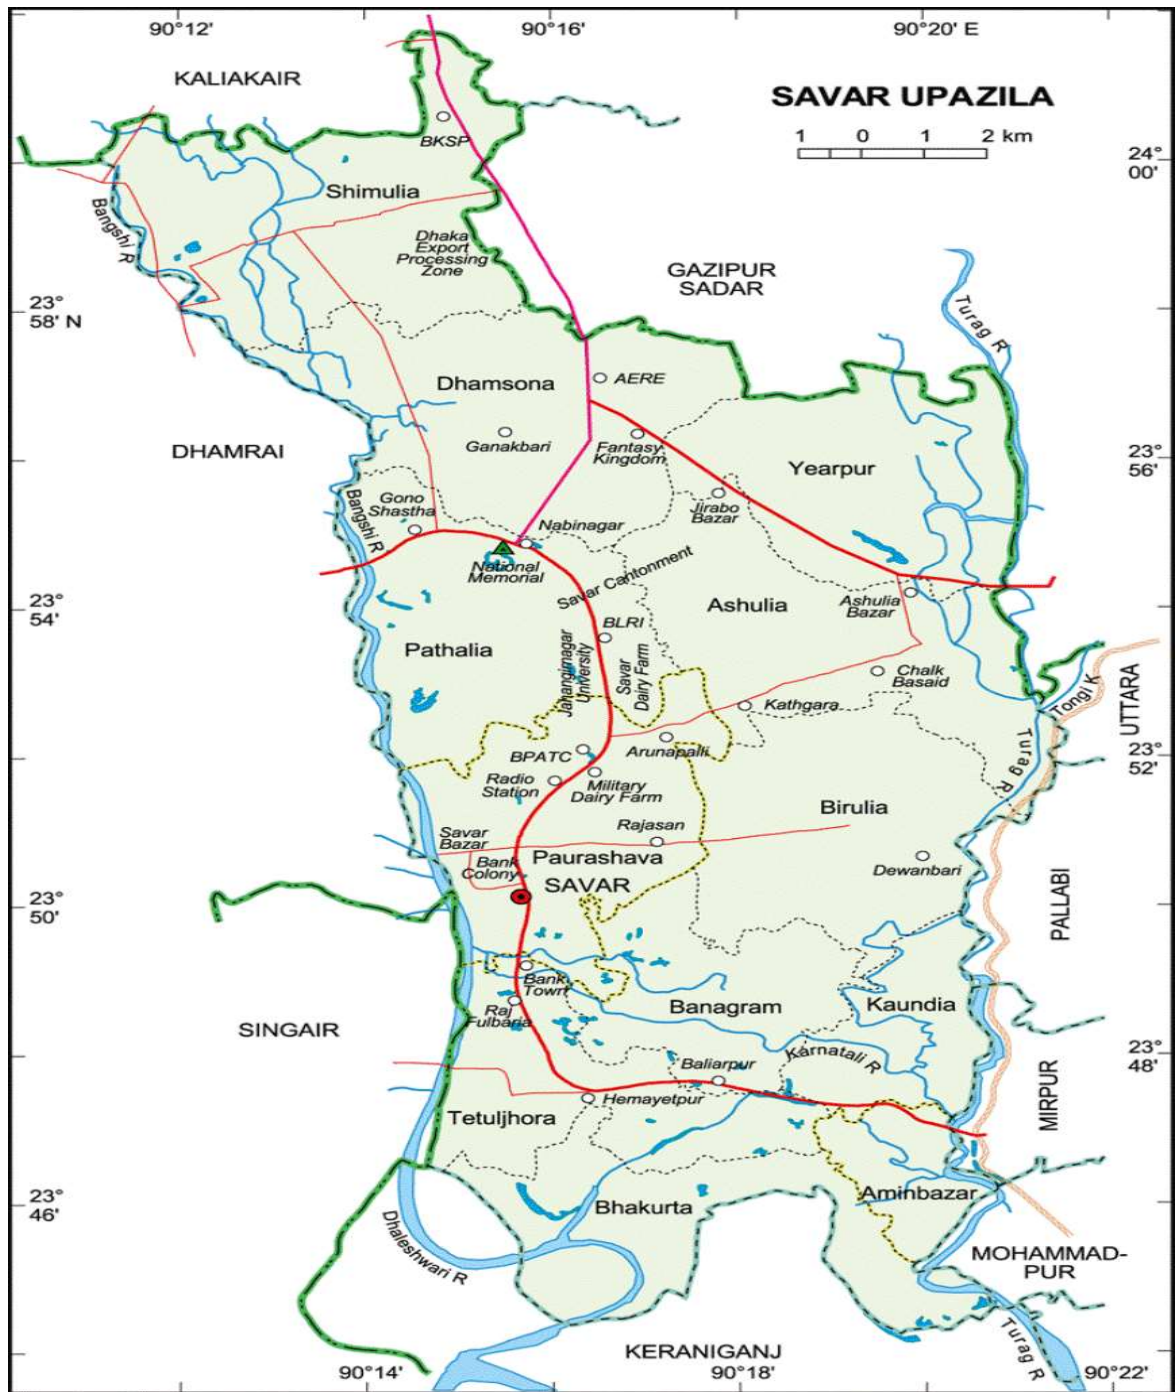 90°12'
90°16'
90°20' E
KALIAKAIR
SAVAR UPAZILA
1 0 1 2 km
BKSP
24°
00'
Shimulia
Bangshi R
Dhaka
Export
Processing
Zone
GAZIPUR
SADAR
23°
58' N
Turag R
AERE
Dhamsona
DHAMRAI
Ganakbari
Fantasy
Kingdom
Yearpur
23°
56'
Gono
Shastha
Bangshi R
Jirabo
Bazar
Nabinagar
National
Memorial
Savar Cantonment
23°
54'
Ashulia
Ashulia
Bazar
BLRI
Pathalia
Jahangirnagar
University
Savar
Dairy Farm
Chalk
Basaid
Tongi K
UTTARA
Kathgara
BPATC
Arunapalli
Turag R
23°
52'
Radio
Station
Military
Dairy Farm
Birulia
Savar
Bazar
Rajasan
Bank
Colony
Paurashava
SAVAR
Dewanbari
PALLABI
23°
50'
Bank
Town
Raj
Fulbaria
Banagram
Kaundia
SINGAIR
Karnatali R
Baliarpur
23°
48'
MIRPUR
Hemayetpur
Tetuljhora
23°
46'
Bhakurta
Aminbazar
Dhaleshwari R
MOHAMMAD-
PUR
Turag R
KERANIGANJ
90°14'
90°18'
90°22'